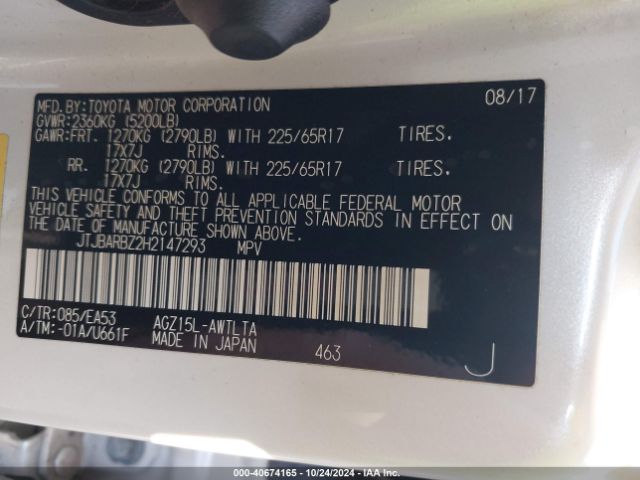 MFD.BY:TOYOTA MOTOR CORPORATION 08/17
GVWR:2360KG (5200LB)
GAWR:FRT. 1270KG (2790LB) WITH 225/65R17 TIRES.
17X7J RIMS.
RR. 1270KG (2790LB) WITH 225/65R17 TIRES.
17X7J RIMS.
THIS VEHICLE CONFORMS TO ALL APPLICABLE FEDERAL MOTOR
VEHICLE SAFETY AND THEFT PREVENTION STANDARDS IN EFFECT ON
THE DATE OF MANUFACTURE SHOWN ABOVE.
JTJBARBZ2H2147293 MPV
C/TR:085/EA53 AGZ15L-AWTLTA
A/TM:-01A/U661F MADE IN JAPAN 463 J
000-40674165 - 10/24/2024 - IAA Inc.